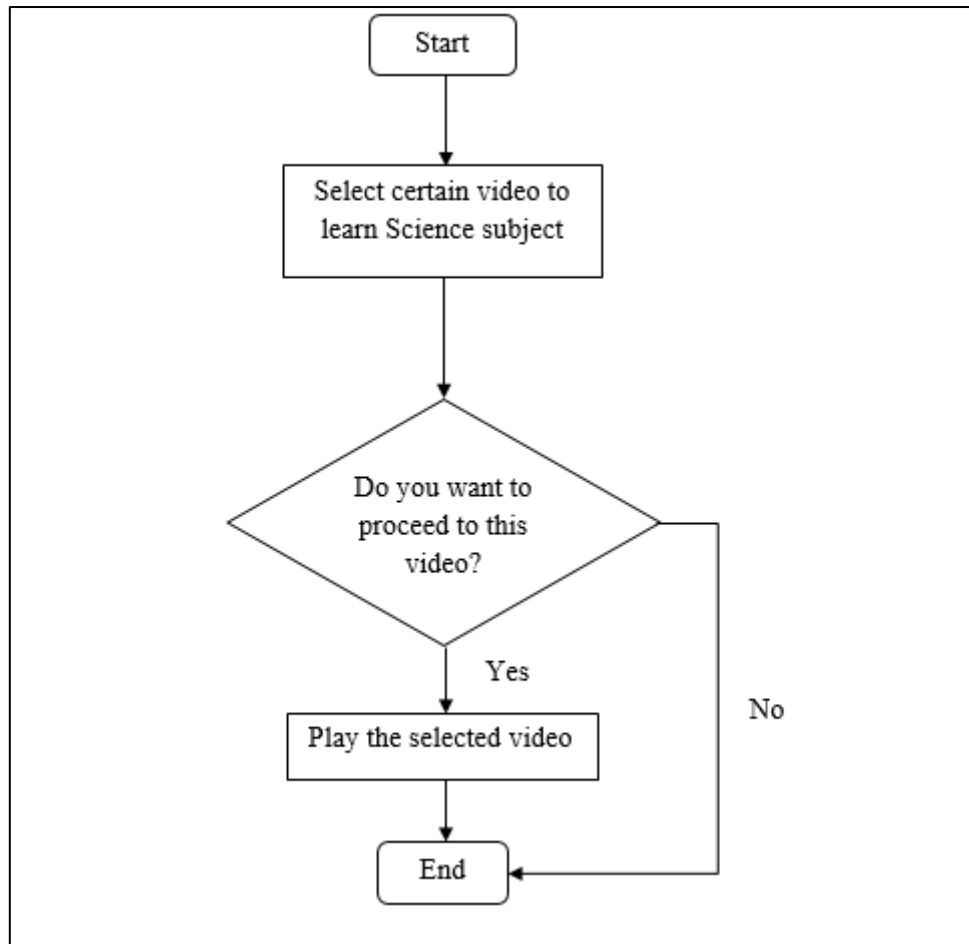 Start
Select certain video to
learn Science subject
Do you want to
proceed to this
video?
Yes
No
Play the selected video
End